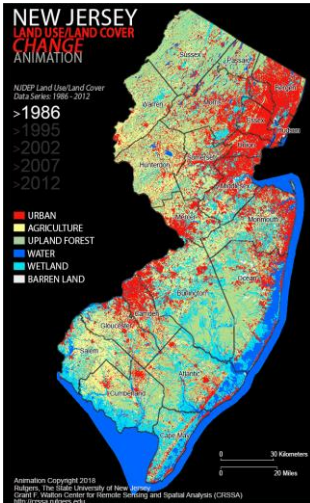 NEW JERSEY
LAND USE/LAND COVER
CHANGE
ANIMATION
NJDEP Land Use/Land Cover
Data Series: 1986 - 2012
>1986
>1995
>2002
>2007
>2012
URBAN
AGRICULTURE
UPLAND FOREST
WATER
WETLAND
BARREN LAND
Sussex
Passaic
Bergen
Warren
Morris
Essex
Hudson
Union
Hunterdon
Somerset
Middlesex
Mercer
Monmouth
Ocean
Burlington
Camden
Gloucester
Salem
Atlantic
Cumberland
Cape May
0 30 Kilometers
0 20 Miles
Animation Copyright 2018
Rutgers, The State University of New Jersey
Grant F. Walton Center for Remote Sensing and Spatial Analysis (CRSSA)
http://crssa.rutgers.edu